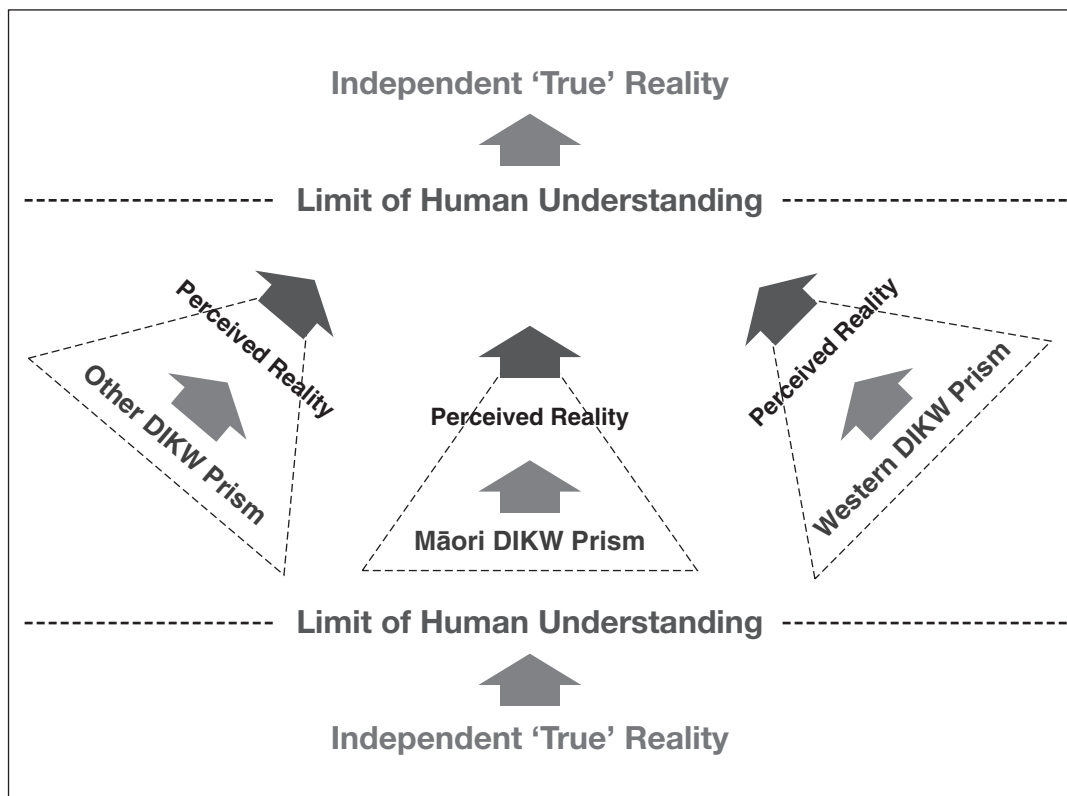 Independent ‘True’ Reality
Limit of Human Understanding
Perceived Reality
Other DIKW Prism
Perceived Reality
Māori DIKW Prism
Perceived Reality
Western DIKW Prism
Limit of Human Understanding
Independent ‘True’ Reality